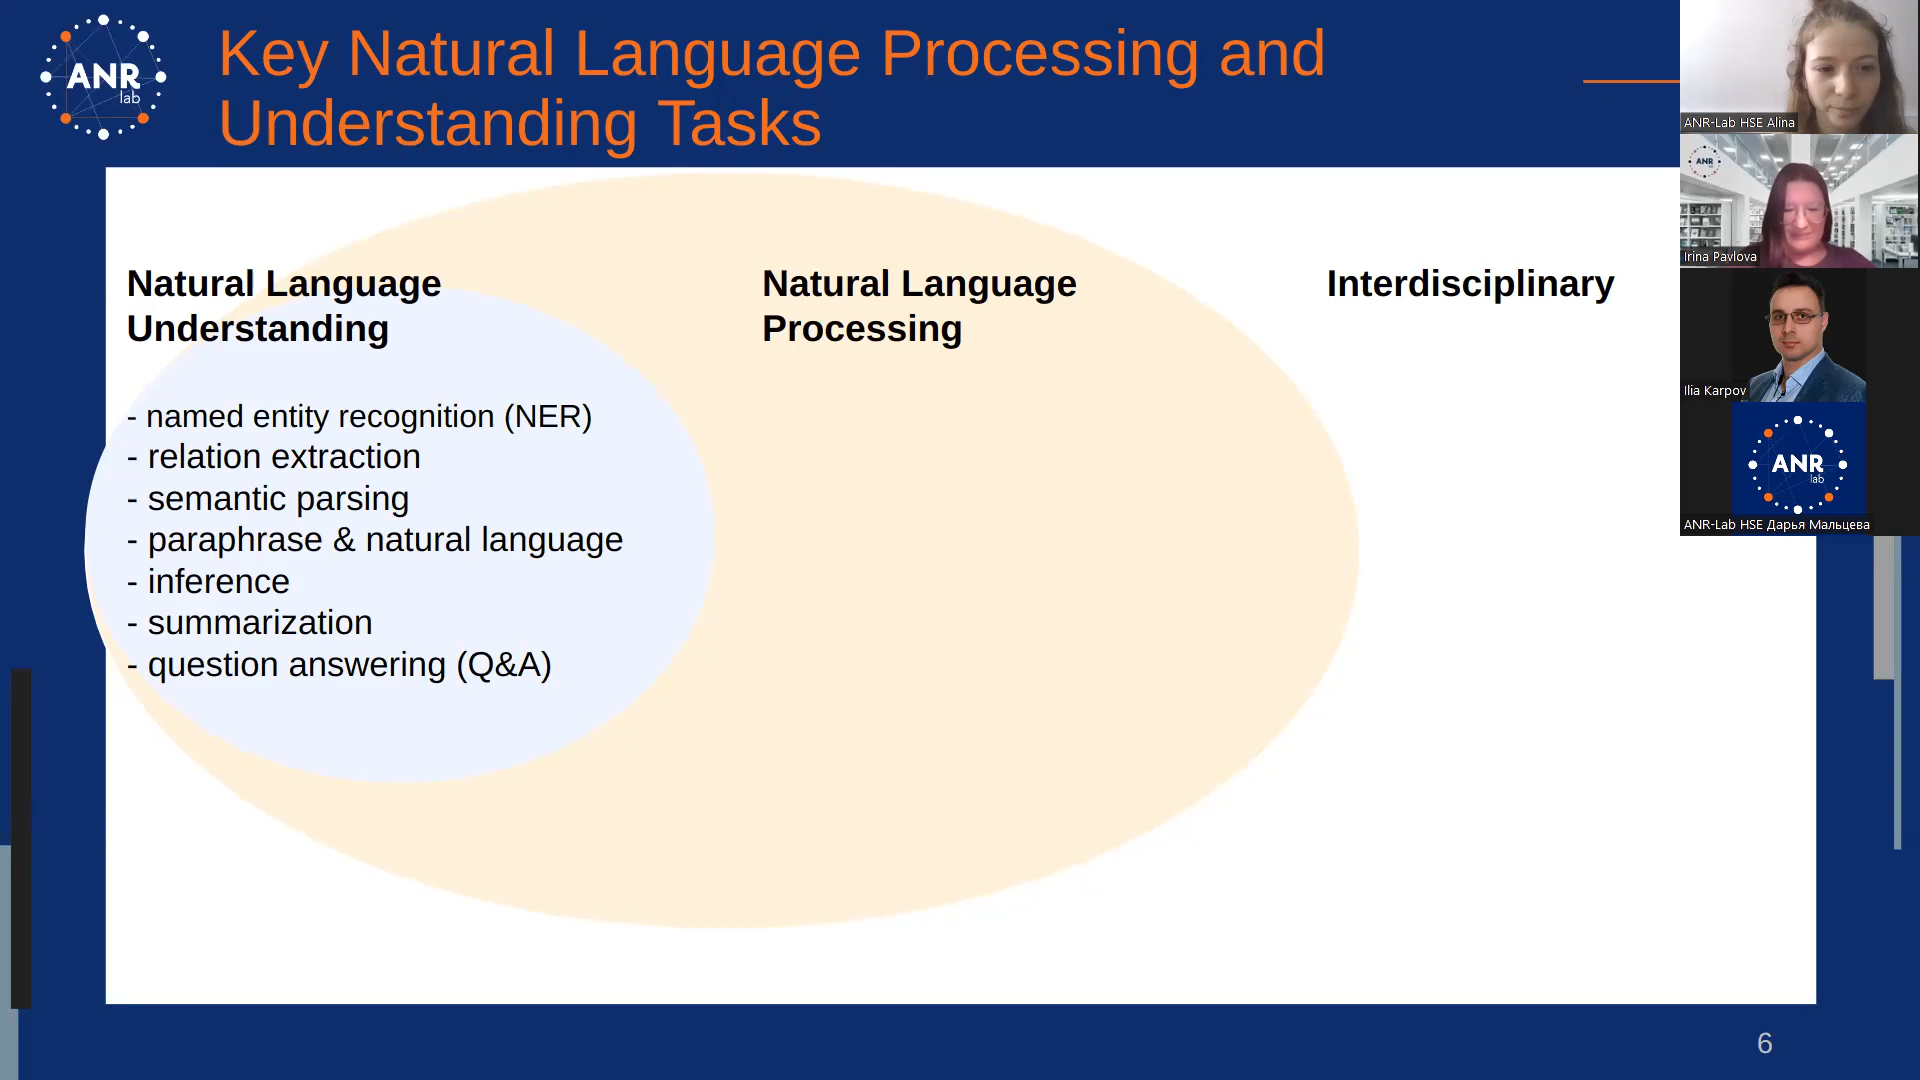 ANR
lab
Key Natural Language Processing and
Understanding Tasks
Natural Language
Understanding
- named entity recognition (NER)
- relation extraction
- semantic parsing
- paraphrase & natural language
- inference
- summarization
- question answering (Q&A)
Natural Language
Processing
Interdisciplinary
ANR-Lab HSE Alina
ANR
lab
Irina Pavlova
Ilia Karpov
ANR
lab
ANR-Lab HSE Дарья Мальцева
6